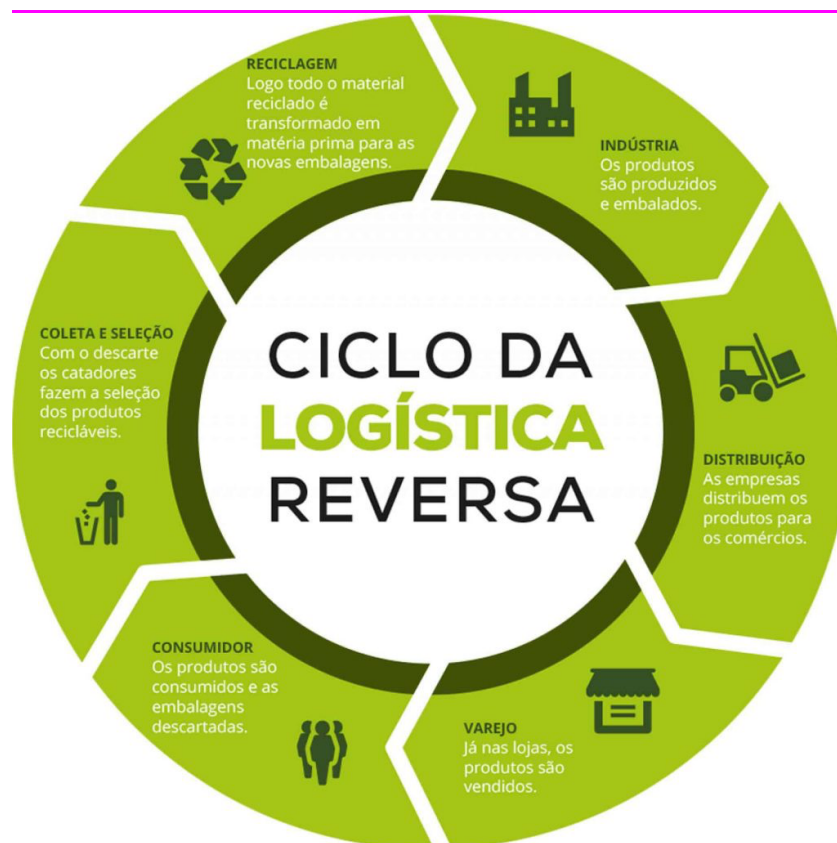 RECICLAGEM
Logo todo o material
reciclado é
transformado em
matéria prima para as
novas embalagens.
INDÚSTRIA
Os produtos
são produzidos
e embalados.
COLETA E SELEÇÃO
Com o descarte
os catadores
fazem a seleção
dos produtos
recicláveis.
CICLO DA
LOGÍSTICA
REVERSA
DISTRIBUIÇÃO
As empresas
distribuem os
produtos para
os comércios.
CONSUMIDOR
Os produtos são
consumidos e as
embalagens
descartadas.
VAREJO
Já nas lojas, os
produtos são
vendidos.